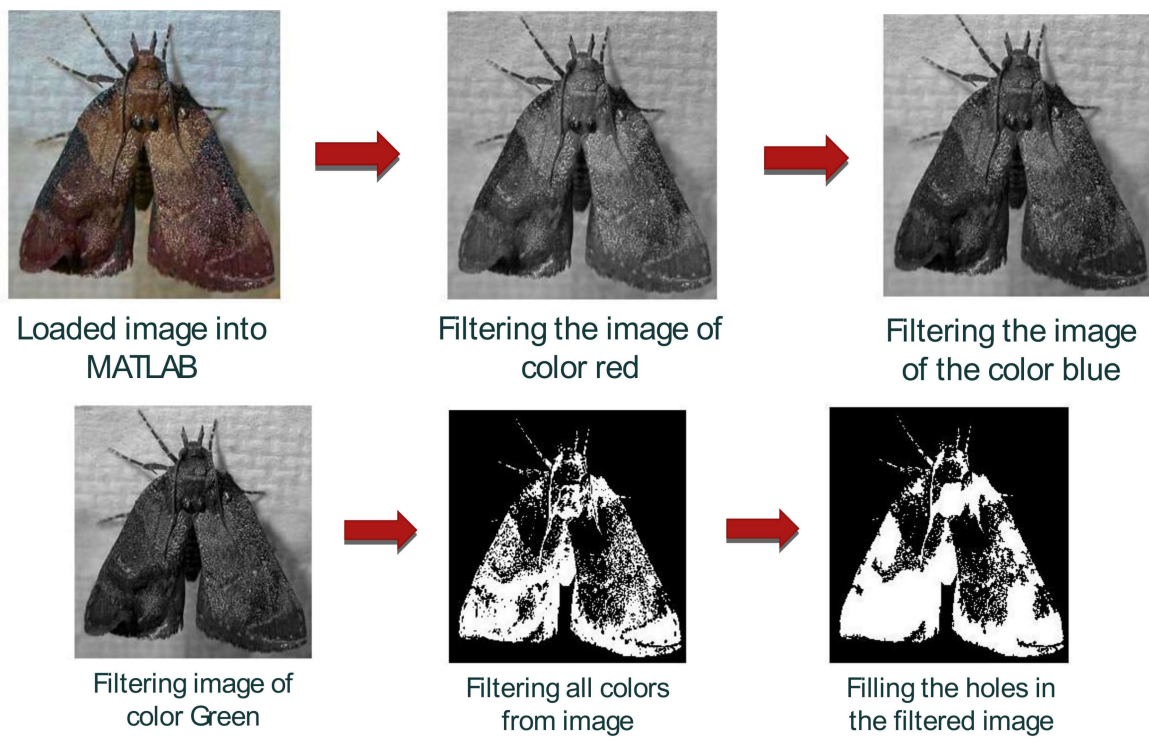 Loaded image into
MATLAB
Filtering the image of
color red
Filtering the image
of the color blue
Filtering image of
color Green
Filtering all colors
from image
Filling the holes in
the filtered image